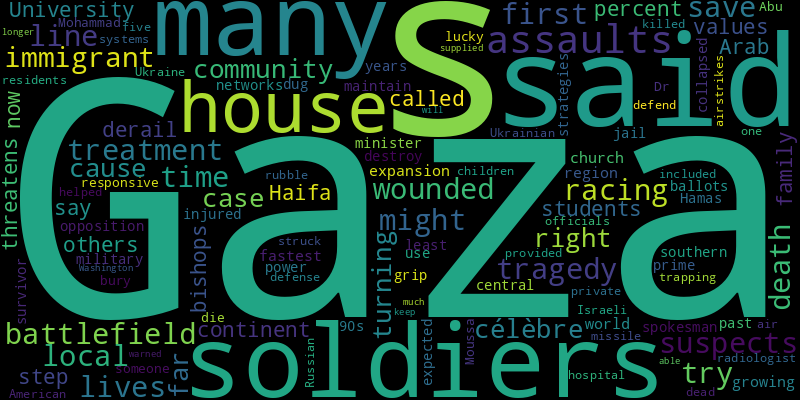 University
Mohammad
five
many
S
first
percent
save
Abu
longer
line
systems
lucky
supplied
killed
values
immigrant
assaults
Arab
Ukraine
community
years
said
residents
networks
dug
maintain
called
strategies
collapsed
Dr
airstrikes
threatens now
derail
house
will
defend
Gaza
minister
Ukrainian
jail
one
family
treatment
destroy
church
cause
time
rubble
expansion
children
region
included
responsive
Haifa
wounded
racing
ballots
helped
case
students
Hamas
say
injured
might
officials
opposition
others
bishops
struck
least
right
southern
military
fastest
use
provided
prime
Washington
power
tragedy
death
survivor
bury
defense
turning
grip
central
private
trapping
die
much
Israeli
battlefield
continent
90s
keep
célèbre
world
spokesman
past
air
expected
Moussa
missile
suspects
local
warned
far
soldiers
able
radiologist
step
someone
Russian
hospital
try
growing
American
lives
dead